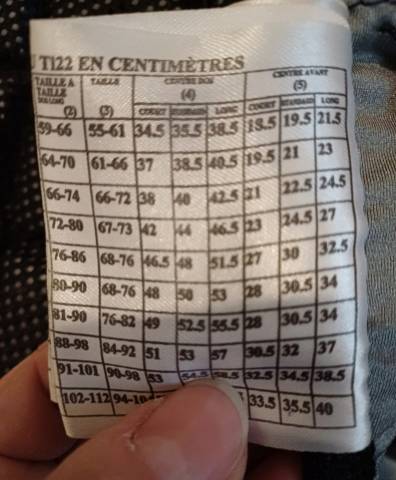 U TI22 EN CENTIMÈTRES
TAILLE A TAILLE CENTRE DOS CENTRE AVANT
TAILLE (4) (5)
(2) (3) COURT STANDARD LONG COURT STANDARD LONG
59-66 55-61 34.5 35.5 38.5 18.5 19.5 21.5
64-70 61-66 37 38.5 40.5 19.5 21 23
66-74 66-72 38 40 42.5 21 22.5 24.5
72-80 67-73 42 44 46.5 23 24.5 27
76-86 68-76 46.5 48 51.5 27 30 32.5
80-90 68-76 48 50 53 28 30.5 34
81-90 76-82 49 52.5 55.5 28 30.5 34
88-98 84-92 51 53 57 30.5 32 37
91-101 90-98 53 54.5 58.5 32.5 34.5 38.5
102-112 33.5 35.5 40